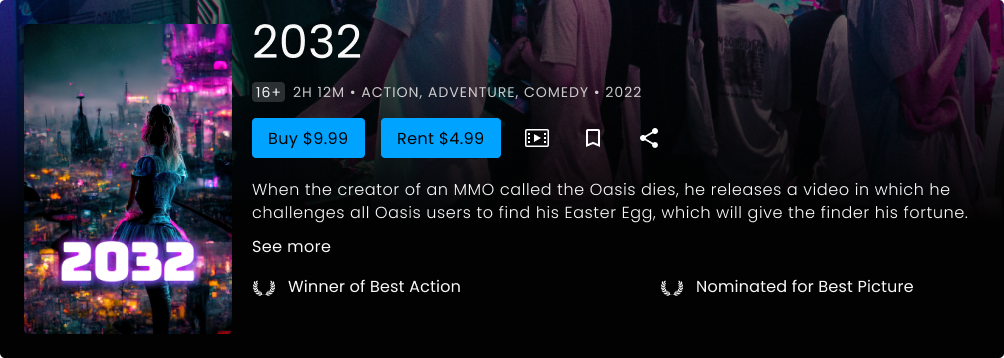 2032
2032
16+ 2H 12M • ACTION, ADVENTURE, COMEDY • 2022
Buy $9.99 Rent $4.99
When the creator of an MMO called the Oasis dies, he releases a video in which he
challenges all Oasis users to find his Easter Egg, which will give the finder his fortune.
See more
Winner of Best Action Nominated for Best Picture